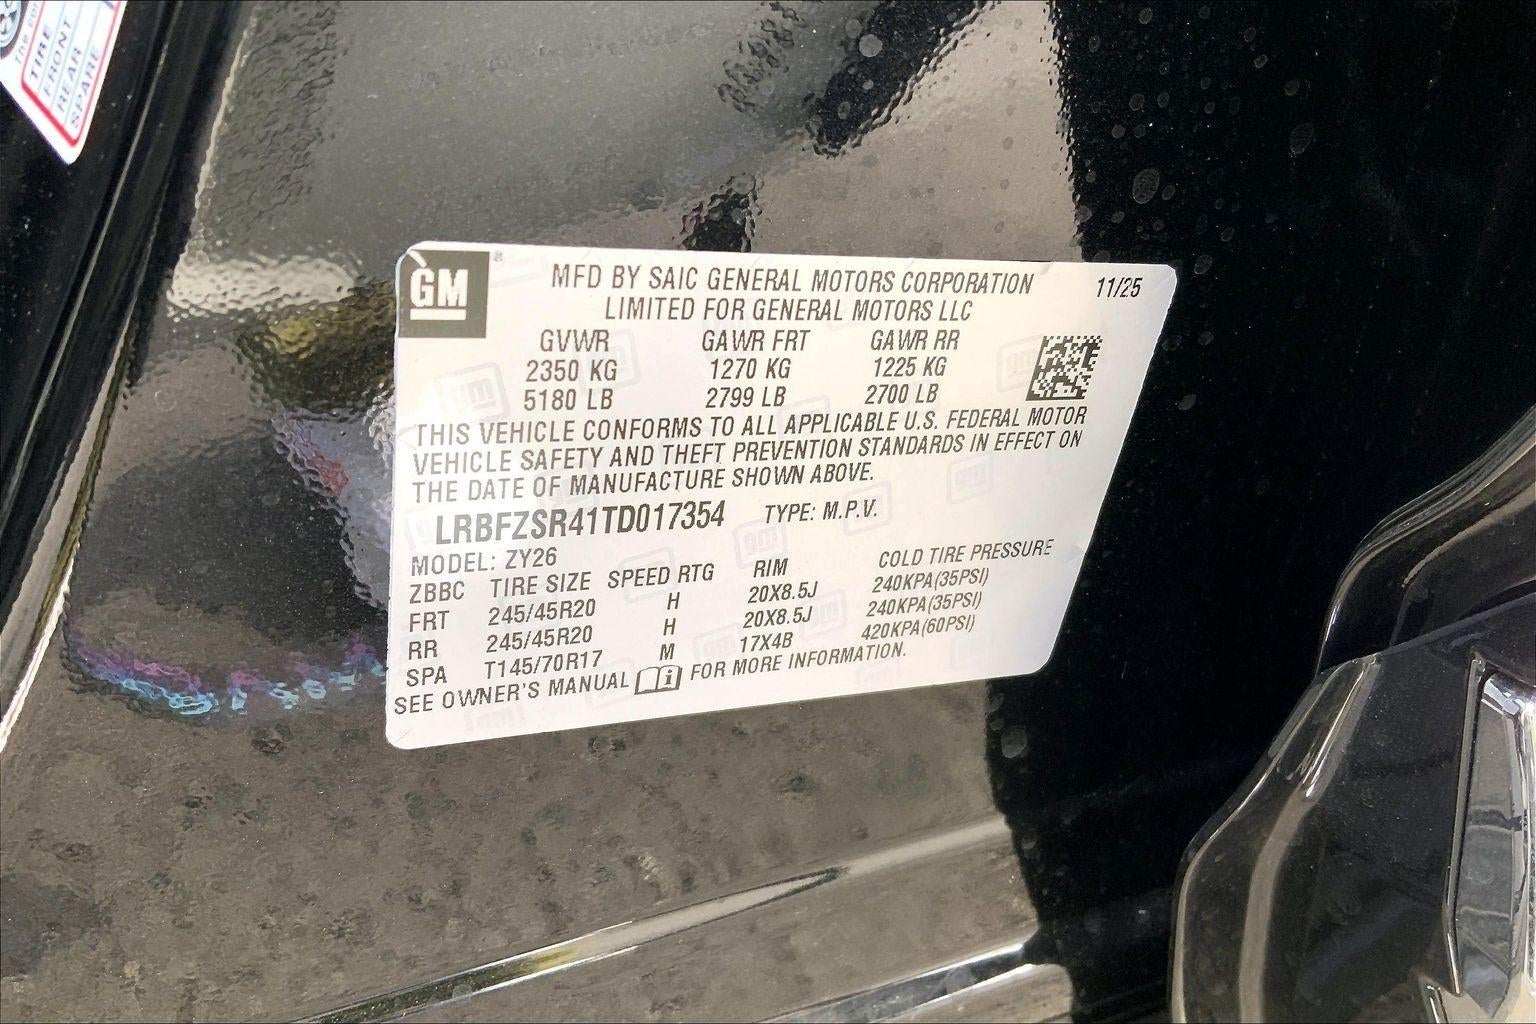 TIRE
FRONT
REAR
SPARE
GM
®
MFD BY SAIC GENERAL MOTORS CORPORATION
LIMITED FOR GENERAL MOTORS LLC
11/25
GVWR GAWR FRT GAWR RR
2350 KG 1270 KG 1225 KG
5180 LB 2799 LB 2700 LB
THIS VEHICLE CONFORMS TO ALL APPLICABLE U.S. FEDERAL MOTOR
VEHICLE SAFETY AND THEFT PREVENTION STANDARDS IN EFFECT ON
THE DATE OF MANUFACTURE SHOWN ABOVE.
LRBFZSR41TD017354 TYPE: M.P.V.
MODEL: ZY26
ZBBC TIRE SIZE SPEED RTG RIM COLD TIRE PRESSURE
FRT 245/45R20 H 20X8.5J 240KPA(35PSI)
RR 245/45R20 H 20X8.5J 240KPA(35PSI)
SPA T145/70R17 M 17X4B 420KPA(60PSI)
SEE OWNER'S MANUAL i FOR MORE INFORMATION.